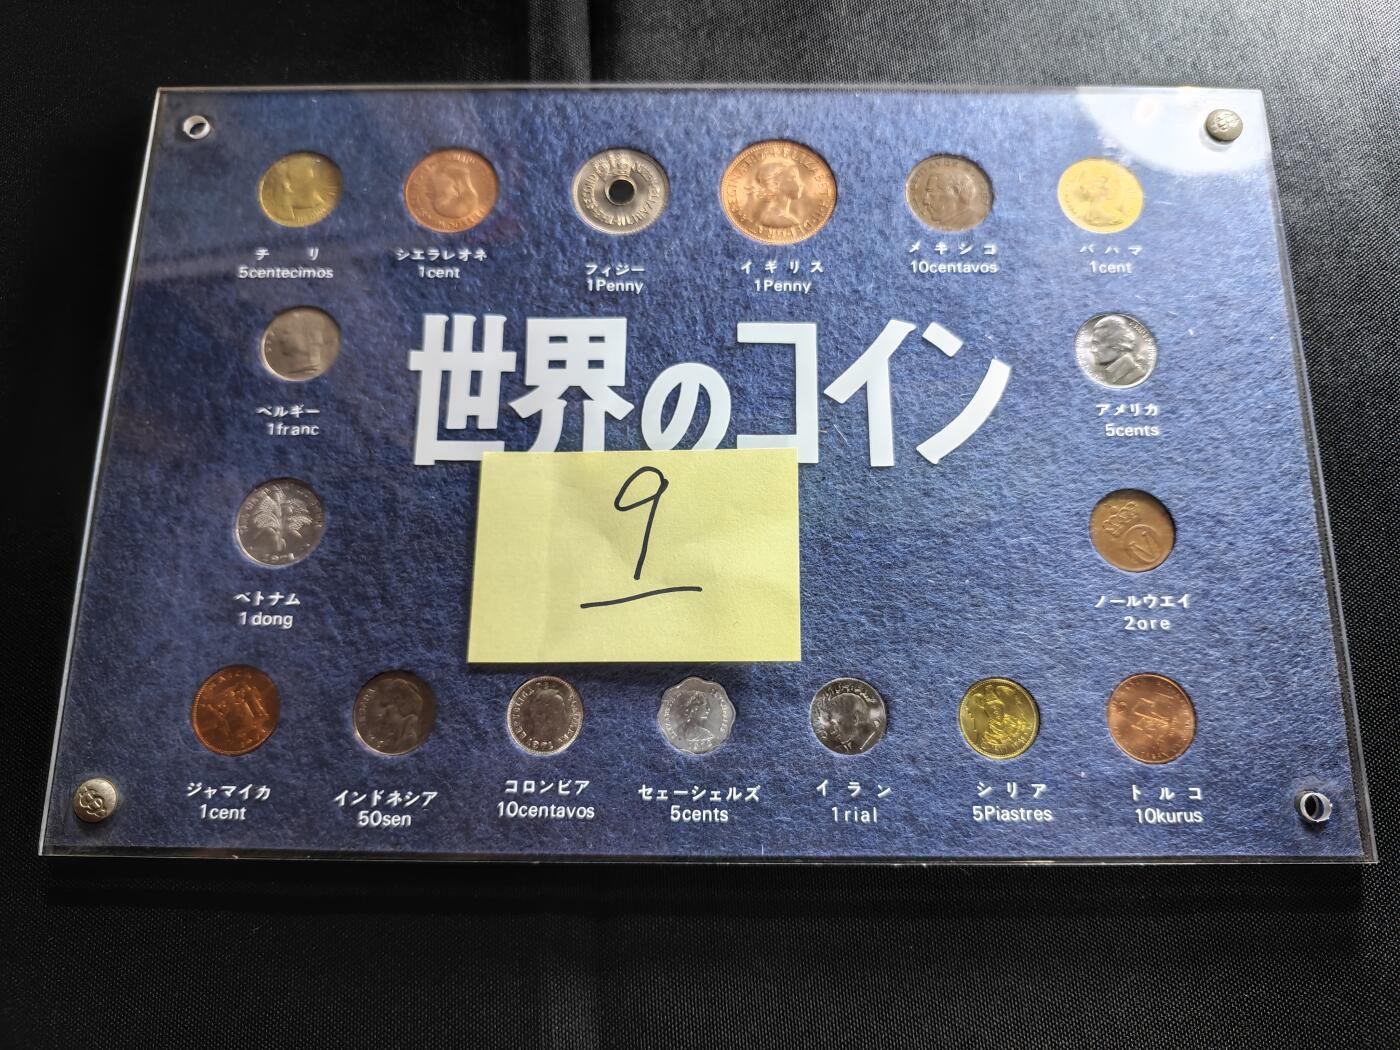 チリ
5centecimos
シエラレオネ
1cent
フィジー
1Penny
イギリス
1Penny
メキシコ
10centavos
バハマ
1cent
世界のコイン
ベルギー
1franc
アメリカ
5cents
9
ベトナム
1dong
ノールウエイ
2ore
ジャマイカ
1cent
インドネシア
50sen
コロンビア
10centavos
セェーシェルズ
5cents
イラン
1rial
シリア
5Piastres
トルコ
10kurus